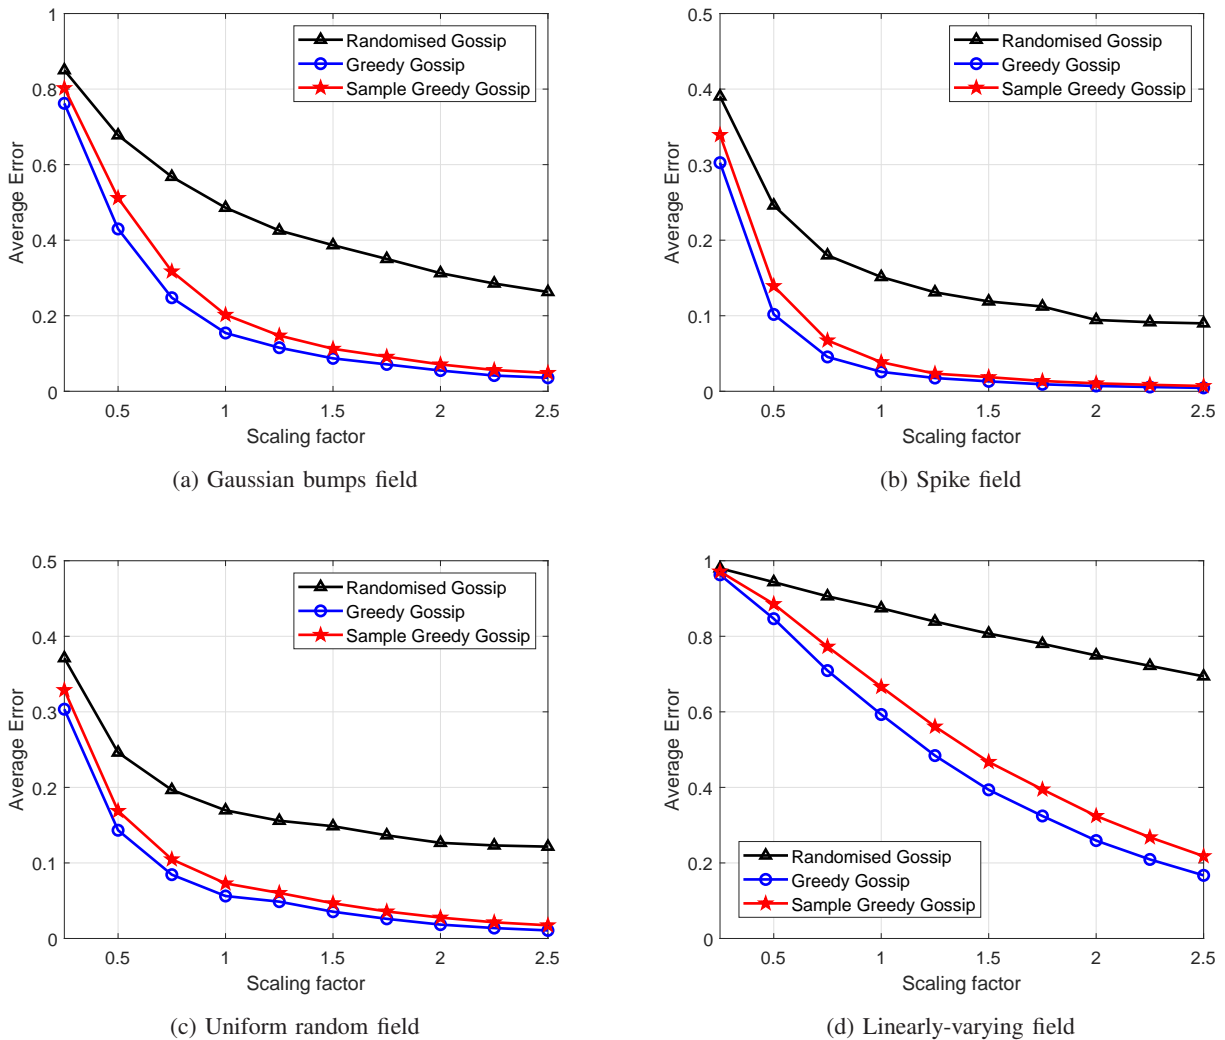 1
0.8
0.6
0.4
0.2
0
0.5
1
1.5
2
2.5
Average Error
Scaling factor
Randomised Gossip
Greedy Gossip
Sample Greedy Gossip
(a) Gaussian bumps field
0.5
0.4
0.3
0.2
0.1
0
0.5
1
1.5
2
2.5
Average Error
Scaling factor
Randomised Gossip
Greedy Gossip
Sample Greedy Gossip
(b) Spike field
0.5
0.4
0.3
0.2
0.1
0
0.5
1
1.5
2
2.5
Average Error
Scaling factor
Randomised Gossip
Greedy Gossip
Sample Greedy Gossip
(c) Uniform random field
1
0.8
0.6
0.4
0.2
0
0.5
1
1.5
2
2.5
Average Error
Scaling factor
Randomised Gossip
Greedy Gossip
Sample Greedy Gossip
(d) Linearly-varying field